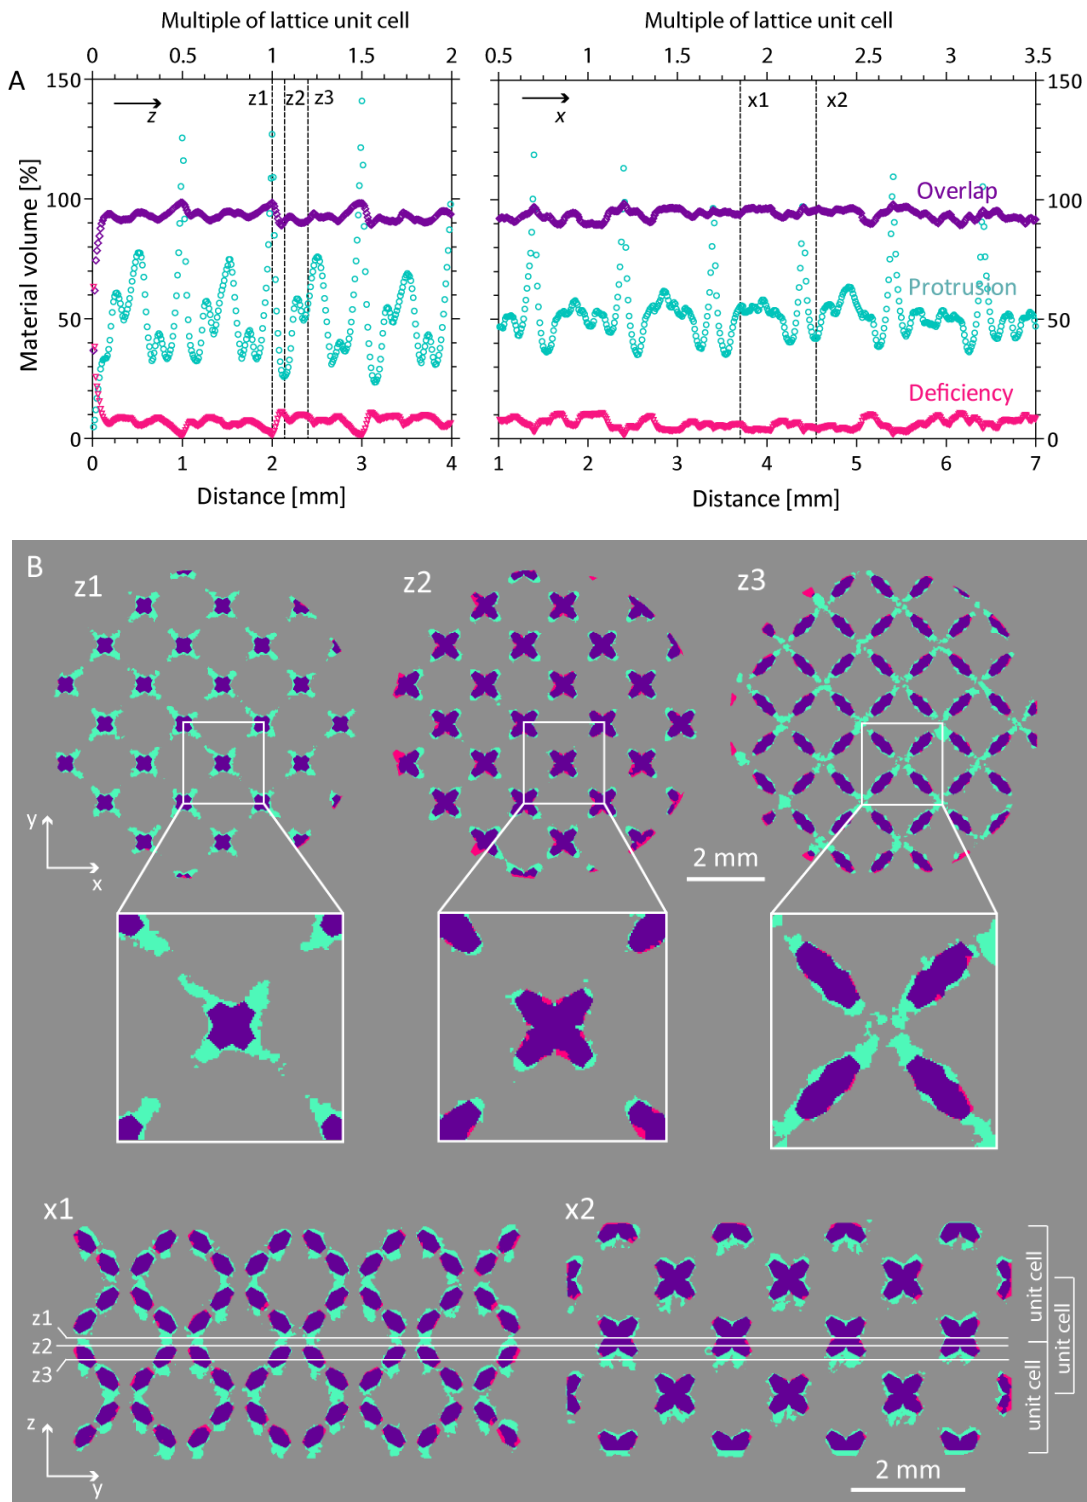 Multiple of lattice unit cell
Multiple of lattice unit cell
0 0.5 1 1.5 2
0.5 1 1.5 2 2.5 3 3.5
A
150
100
50
0
Material volume [%]
z
z1 z2 z3
x
x1
x2
Overlap
Protrusion
Deficiency
150
100
50
0
0 1 2 3 4
1 2 3 4 5 6 7
Distance [mm]
Distance [mm]
B
z1
z2
z3
y
x
2 mm
x1
x2
z1
z2
z3
unit cell
unit cell
unit cell
z
y
2 mm